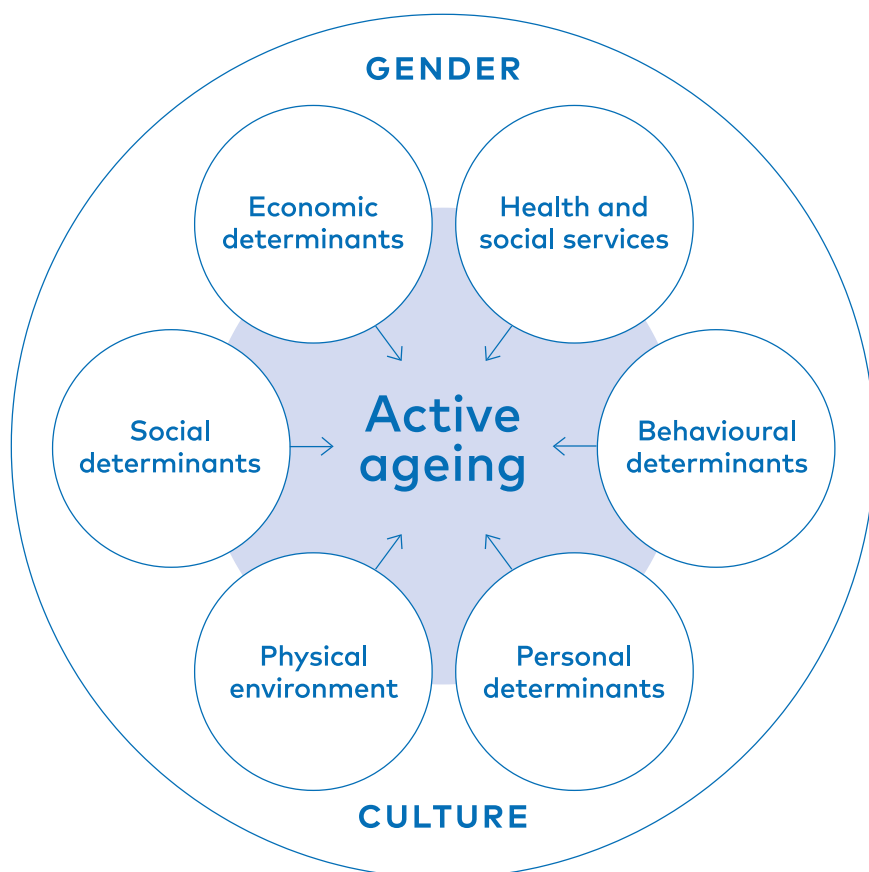 GENDER
Economic
determinants
Health and
social services
Social
determinants
Active
ageing
Behavioural
determinants
Physical
environment
Personal
determinants
CULTURE